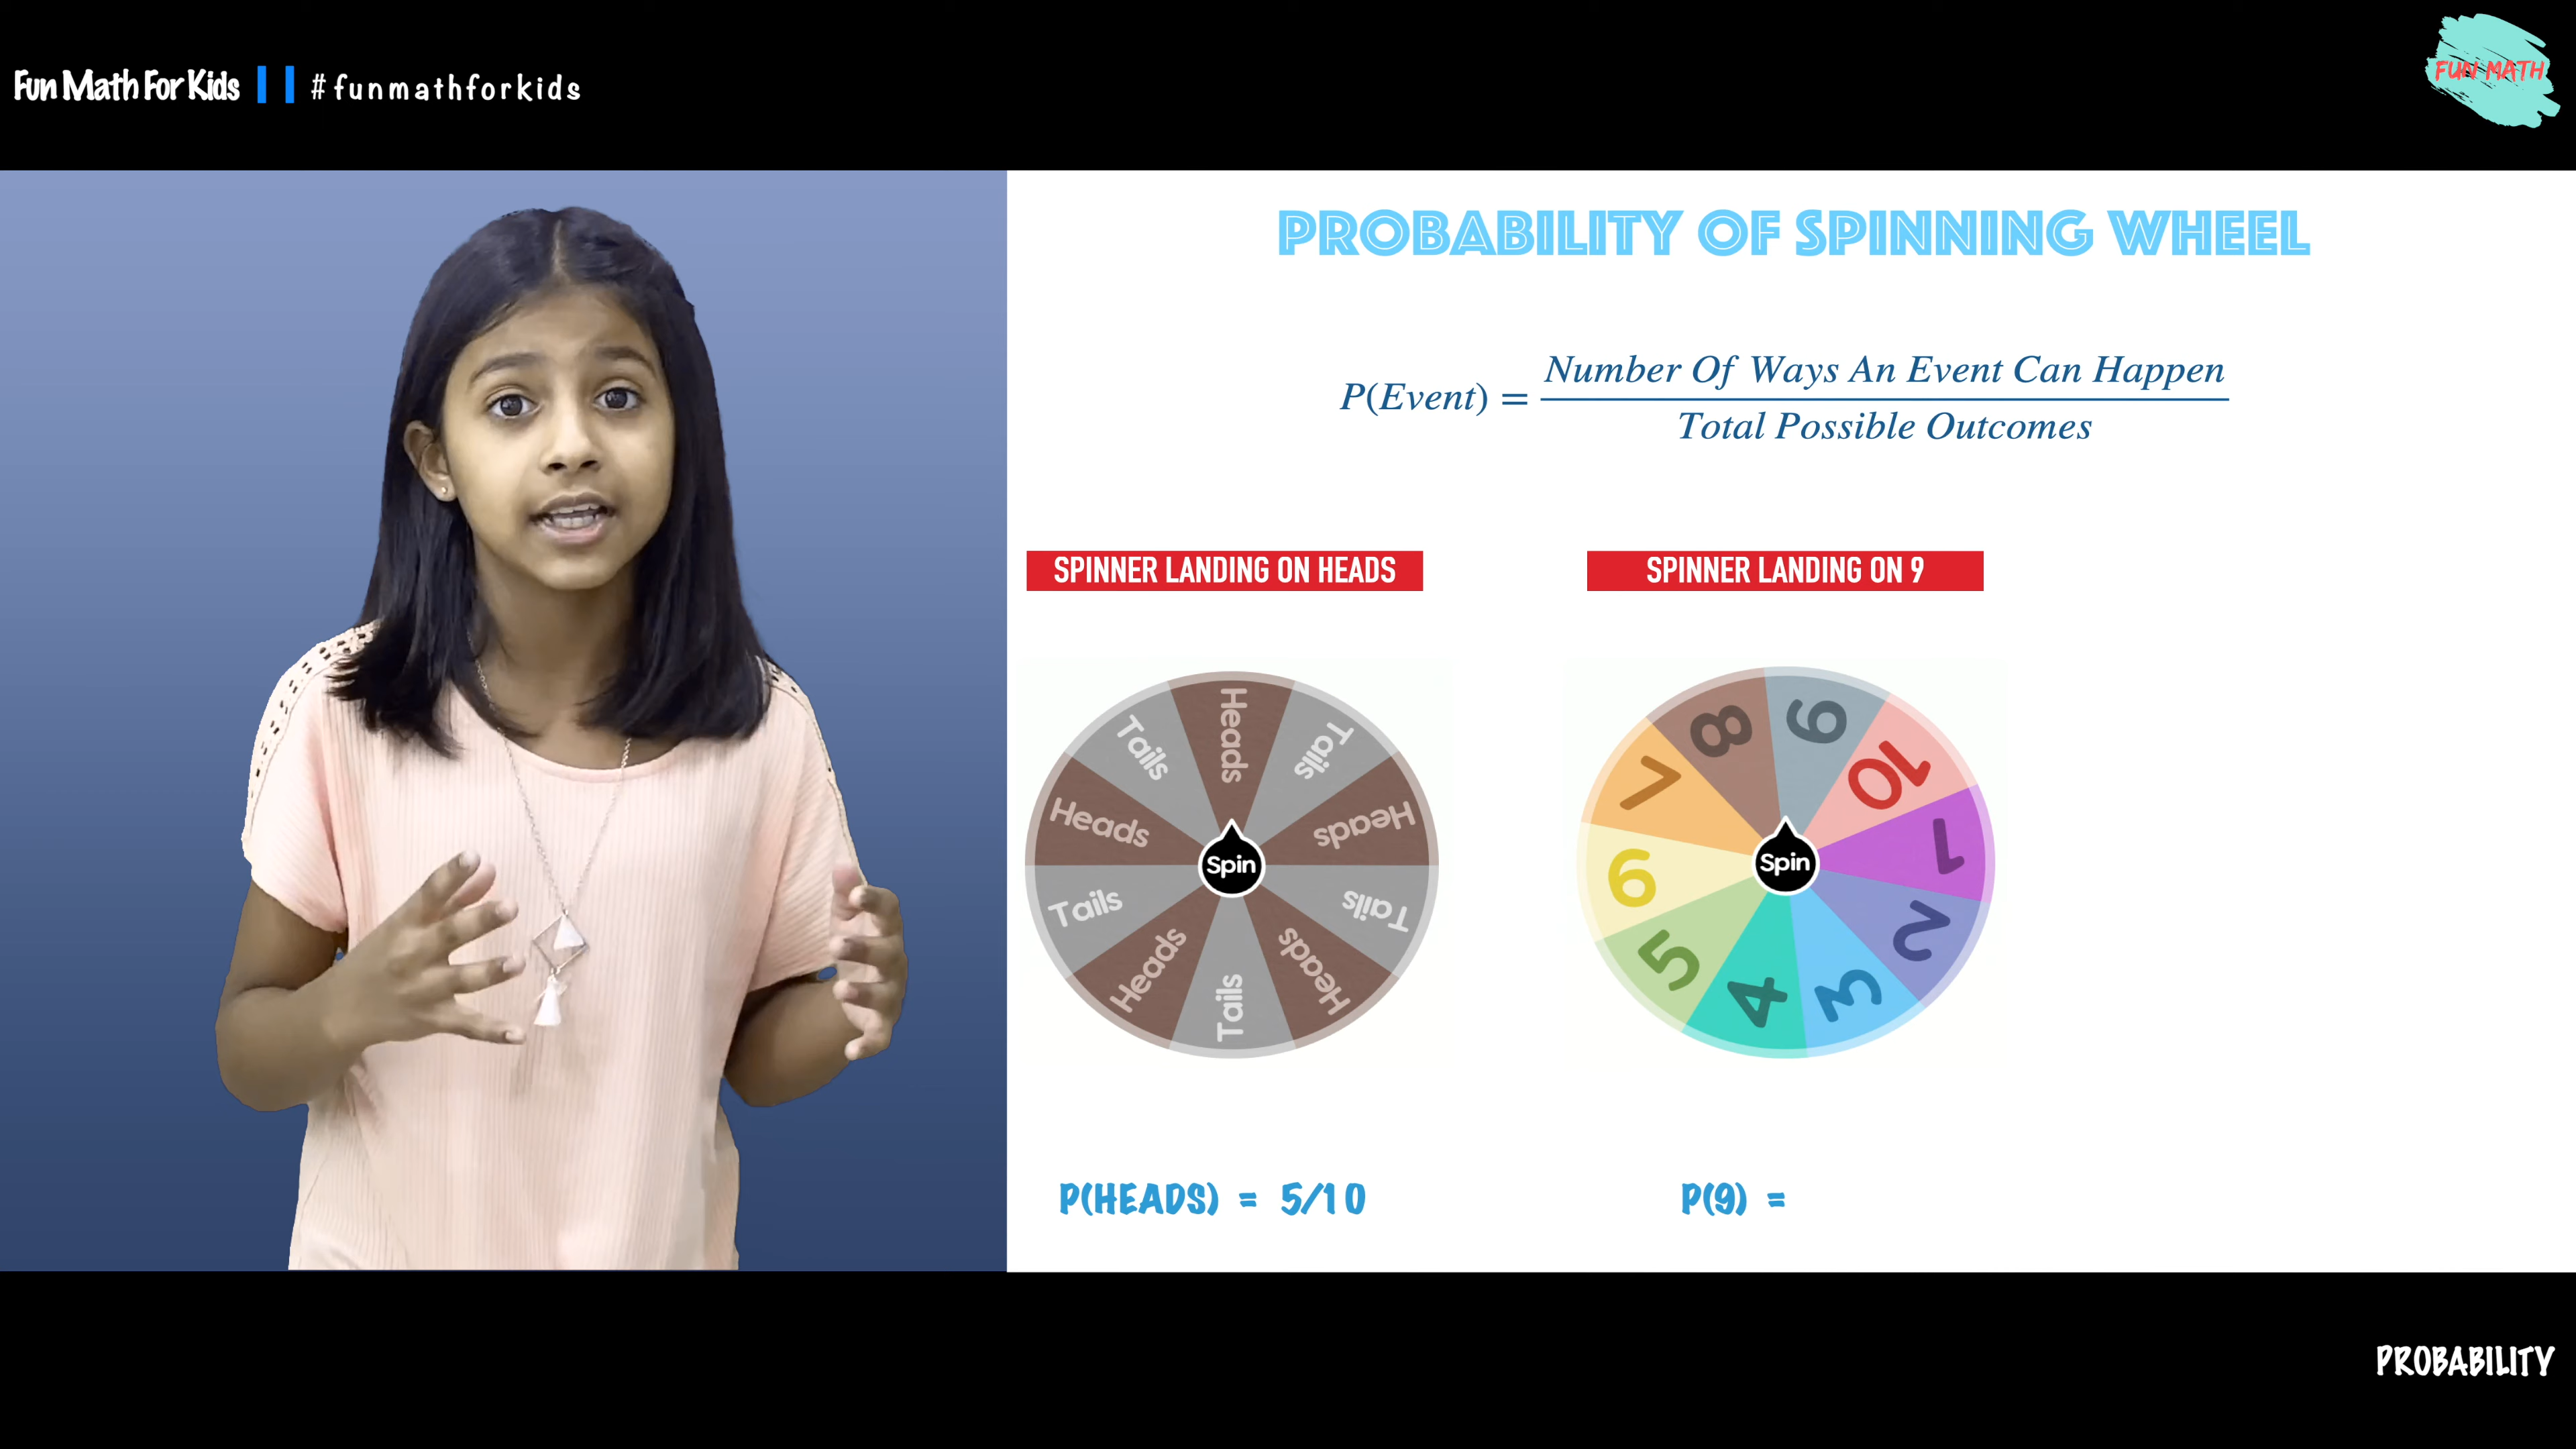 Fun Math For Kids || #funmathforkids
FUN MATH
PROBABILITY OF SPINNING WHEEL
P(Event) = Number Of Ways An Event Can Happen
Total Possible Outcomes
SPINNER LANDING ON HEADS
SPINNER LANDING ON 9
Heads
Tails
Heads
Tails
Heads
Tails
Heads
Tails
Heads
Tails
Spin
9
10
1
2
3
4
5
6
7
8
Spin
P(HEADS) = 5/10
P(9) =
PROBABILITY